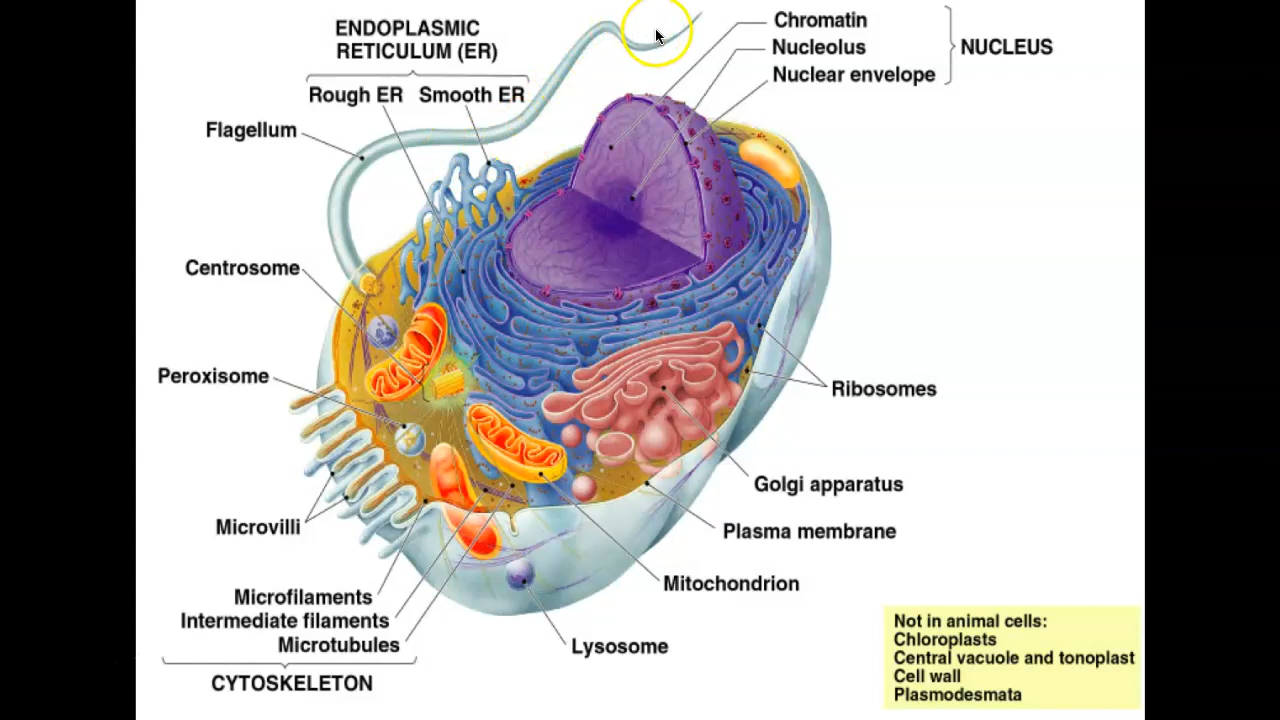 ENDOPLASMIC
RETICULUM (ER)
Rough ER Smooth ER
Flagellum
Chromatin
Nucleolus
Nuclear envelope
NUCLEUS
Centrosome
Peroxisome
Microvilli
Ribosomes
Golgi apparatus
Plasma membrane
Mitochondrion
Lysosome
Microfilaments
Intermediate filaments
Microtubules
CYTOSKELETON
Not in animal cells:
Chloroplasts
Central vacuole and tonoplast
Cell wall
Plasmodesmata